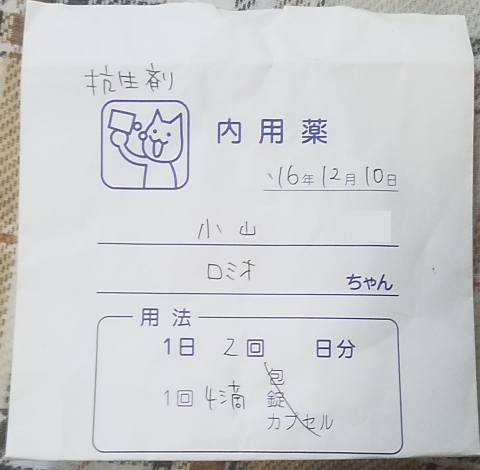 抗生剤
内用薬
'16年12月10日
小山
ロミオ ちゃん
用法
1日 2回 日分
1回 4滴 包
錠
カプセル